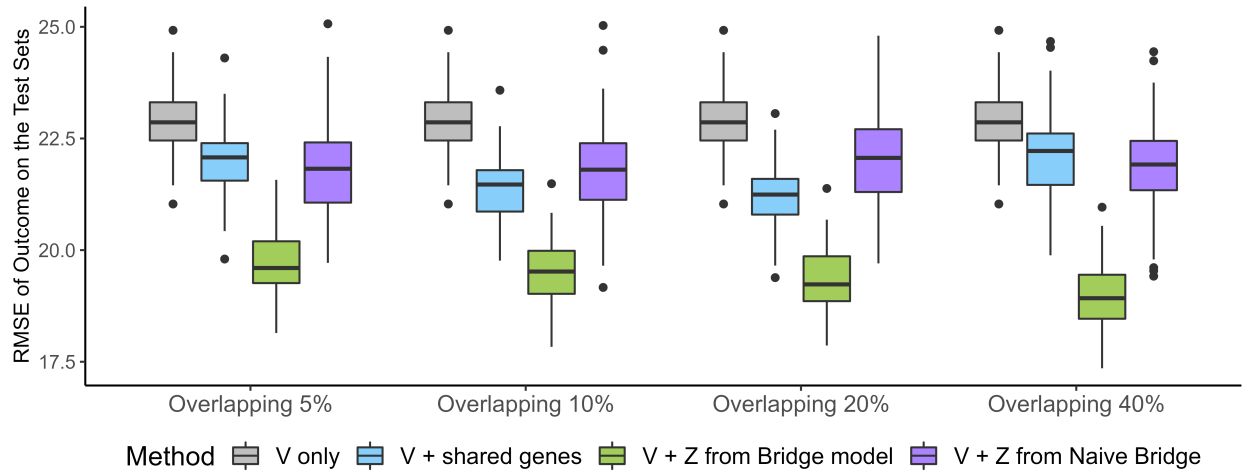 RMSE of Outcome on the Test Sets
25.0
22.5
20.0
17.5
Overlapping 5% Overlapping 10% Overlapping 20% Overlapping 40%
Method V only V + shared genes V + Z from Bridge model V + Z from Naive Bridge